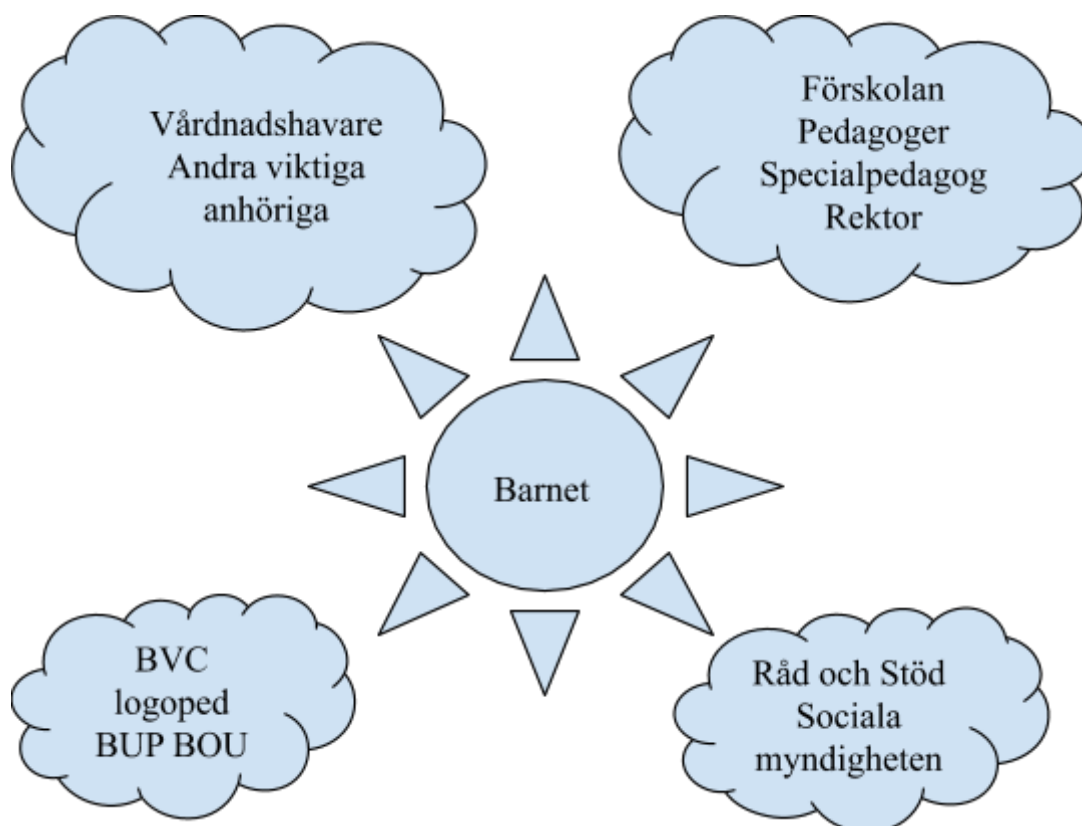 Vårdnadshavare
Andra viktiga
anhöriga
Förskolan
Pedagoger
Specialpedagog
Rektor
Barnet
BVC
logoped
BUP BOU
Råd och Stöd
Sociala
myndigheten